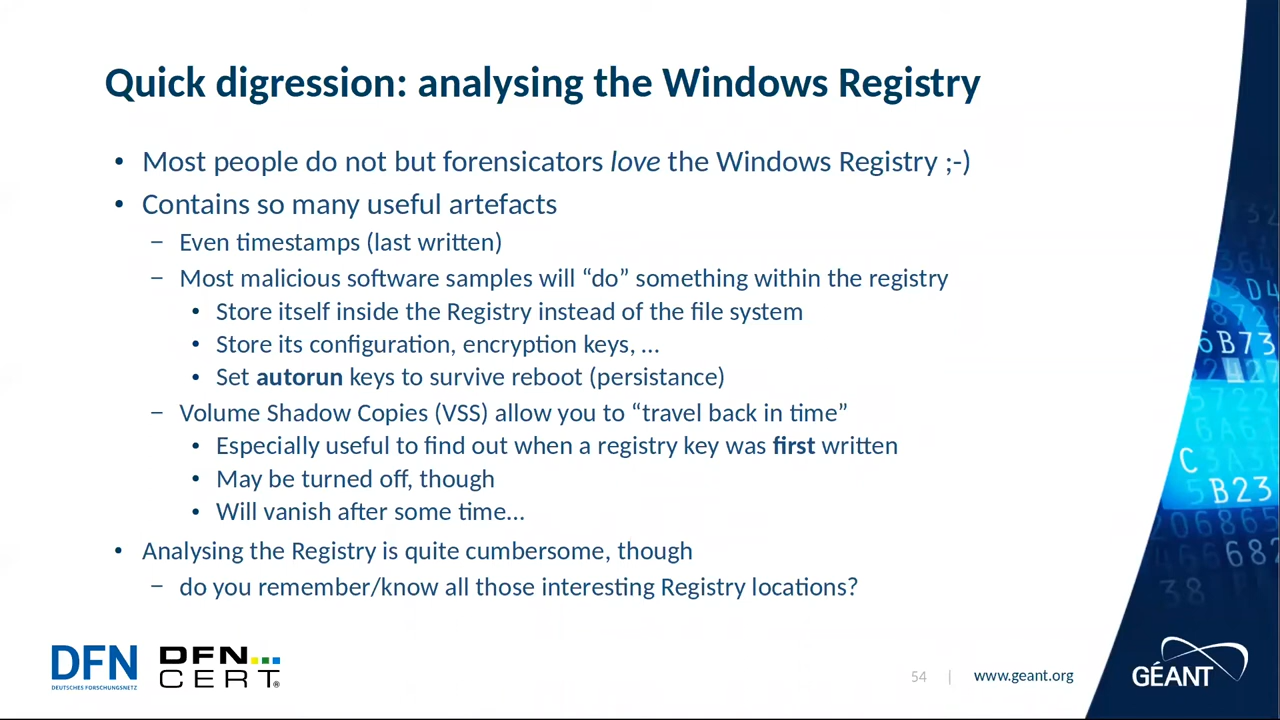 Quick digression: analysing the Windows Registry
• Most people do not but forensicators love the Windows Registry ;-)
• Contains so many useful artefacts
– Even timestamps (last written)
– Most malicious software samples will “do” something within the registry
• Store itself inside the Registry instead of the file system
• Store its configuration, encryption keys, ...
• Set autorun keys to survive reboot (persistance)
– Volume Shadow Copies (VSS) allow you to “travel back in time”
• Especially useful to find out when a registry key was first written
• May be turned off, though
• Will vanish after some time...
• Analysing the Registry is quite cumbersome, though
– do you remember/know all those interesting Registry locations?
DFN
DEUTSCHES FORSCHUNGSNETZ
DFN
CERT®
54 | www.geant.org
GÉANT
D4
6B73
C
B23
206865
682
38